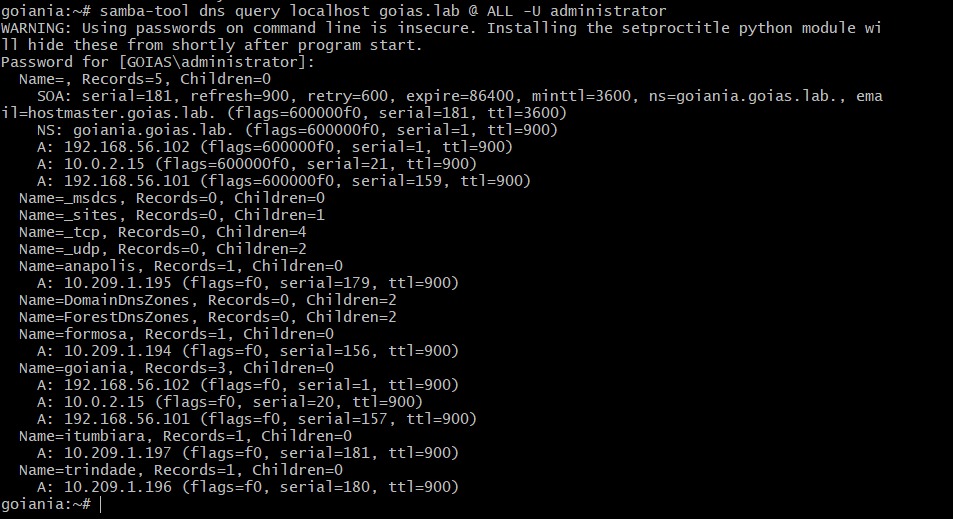 goiania:~# samba-tool dns query localhost goias.lab @ ALL -U administrator
WARNING: Using passwords on command line is insecure. Installing the setproctitle python module wi
ll hide these from shortly after program start.
Password for [GOIAS\administrator]:
  Name=, Records=5, Children=0
    SOA: serial=181, refresh=900, retry=600, expire=86400, minttl=3600, ns=goiania.goias.lab., ema
il=hostmaster.goias.lab. (flags=600000f0, serial=181, ttl=3600)
    NS: goiania.goias.lab. (flags=600000f0, serial=1, ttl=900)
    A: 192.168.56.102 (flags=600000f0, serial=1, ttl=900)
    A: 10.0.2.15 (flags=600000f0, serial=21, ttl=900)
    A: 192.168.56.101 (flags=600000f0, serial=159, ttl=900)
  Name=_msdcs, Records=0, Children=0
  Name=_sites, Records=0, Children=1
  Name=_tcp, Records=0, Children=4
  Name=_udp, Records=0, Children=2
  Name=anapolis, Records=1, Children=0
    A: 10.209.1.195 (flags=f0, serial=179, ttl=900)
  Name=DomainDnsZones, Records=0, Children=2
  Name=ForestDnsZones, Records=0, Children=2
  Name=formosa, Records=1, Children=0
    A: 10.209.1.194 (flags=f0, serial=156, ttl=900)
  Name=goiania, Records=3, Children=0
    A: 192.168.56.102 (flags=f0, serial=1, ttl=900)
    A: 10.0.2.15 (flags=f0, serial=20, ttl=900)
    A: 192.168.56.101 (flags=f0, serial=157, ttl=900)
  Name=itumbiara, Records=1, Children=0
    A: 10.209.1.197 (flags=f0, serial=181, ttl=900)
  Name=trindade, Records=1, Children=0
    A: 10.209.1.196 (flags=f0, serial=180, ttl=900)
goiania:~#